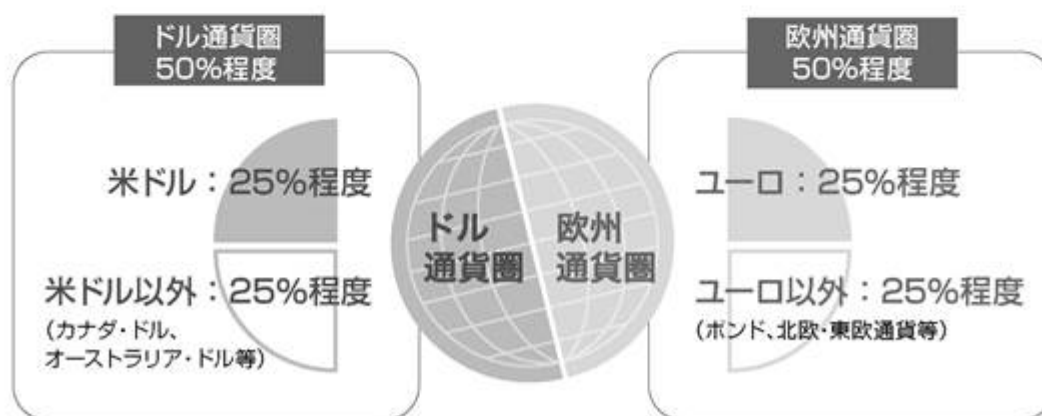 ドル通貨圏
50%程度
米ドル：25%程度
米ドル以外：25%程度
（カナダ・ドル、
オーストラリア・ドル等）
ドル
通貨圏
欧州
通貨圏
欧州通貨圏
50%程度
ユーロ：25%程度
ユーロ以外：25%程度
（ポンド、北欧・東欧通貨等）